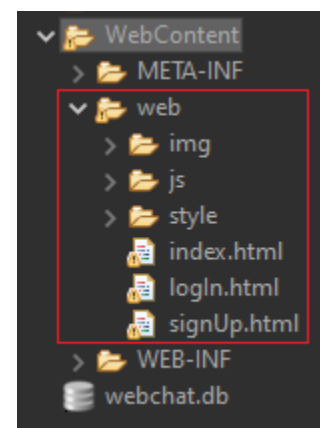 WebContent
META-INF
web
img
js
style
index.html
logIn.html
signUp.html
WEB-INF
webchat.db